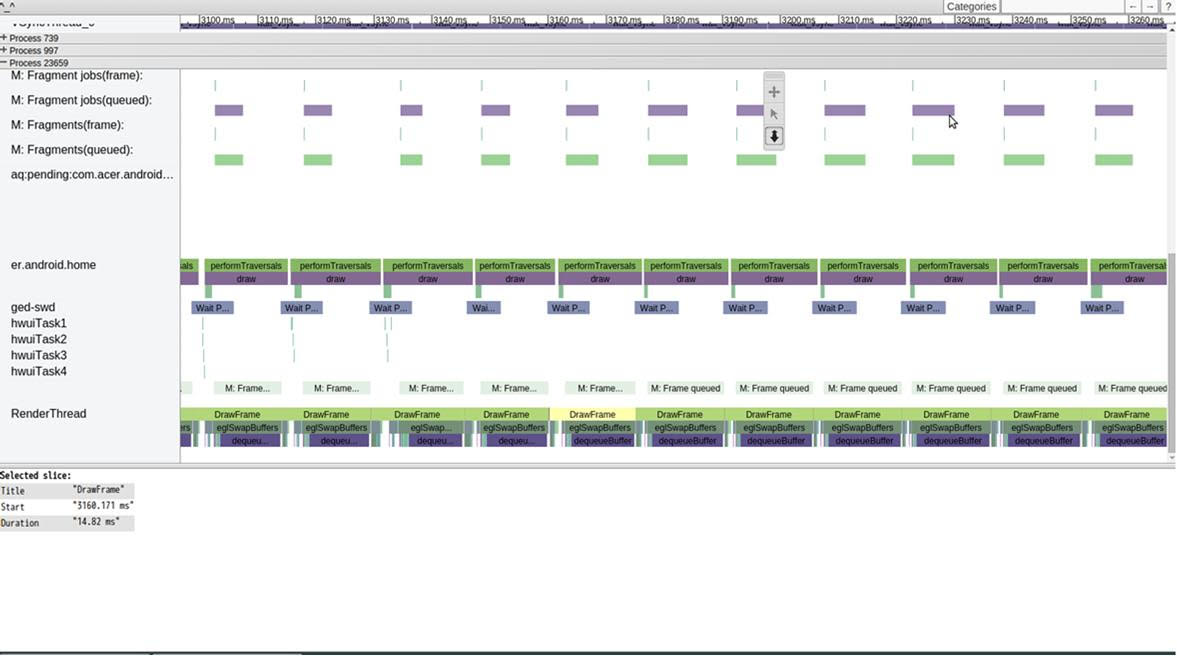 ^_^ Categories ← → ?
3100 ms 3110 ms 3120 ms 3130 ms 3140 ms 3150 ms 3160 ms 3170 ms 3180 ms 3190 ms 3200 ms 3210 ms 3220 ms 3230 ms 3240 ms 3250 ms 3260 ms
+ Process 739
+ Process 997
− Process 23659
M: Fragment jobs(frame):
M: Fragment jobs(queued):
M: Fragments(frame):
M: Fragments(queued):
aq:pending:com.acer.android...
er.android.home als performTraversals performTraversals performTraversals performTraversals performTraversals performTraversals performTraversals performTraversals performTraversals performTraversals performTraversals
draw draw draw draw draw draw draw draw draw draw draw
ged-swd Wait P... Wait P... Wait P... Wai... Wait P... Wait P... Wait P... Wait P... Wait P... Wait P... Wait P...
hwuiTask1
hwuiTask2
hwuiTask3
hwuiTask4
M: Frame... M: Frame... M: Frame... M: Frame... M: Frame... M: Frame queued M: Frame queued M: Frame queued M: Frame queued M: Frame queued M: Frame queued
RenderThread DrawFrame DrawFrame DrawFrame DrawFrame DrawFrame DrawFrame DrawFrame DrawFrame DrawFrame DrawFrame DrawFrame
ers eglSwapBuffers eglSwapBuffers eglSwap... eglSwapBuffers eglSwapBuffers eglSwapBuffers eglSwapBuffers eglSwapBuffers eglSwapBuffers eglSwapBuffers eglSwapBuffers
dequeu... dequeu... dequeu... dequeu... dequeueBuffer dequeueBuffer dequeueBuffer dequeueBuffer dequeueBuffer dequeueBuffer dequeueBuffer
Selected slice:
Title "DrawFrame"
Start "3160.171 ms"
Duration "14.82 ms"